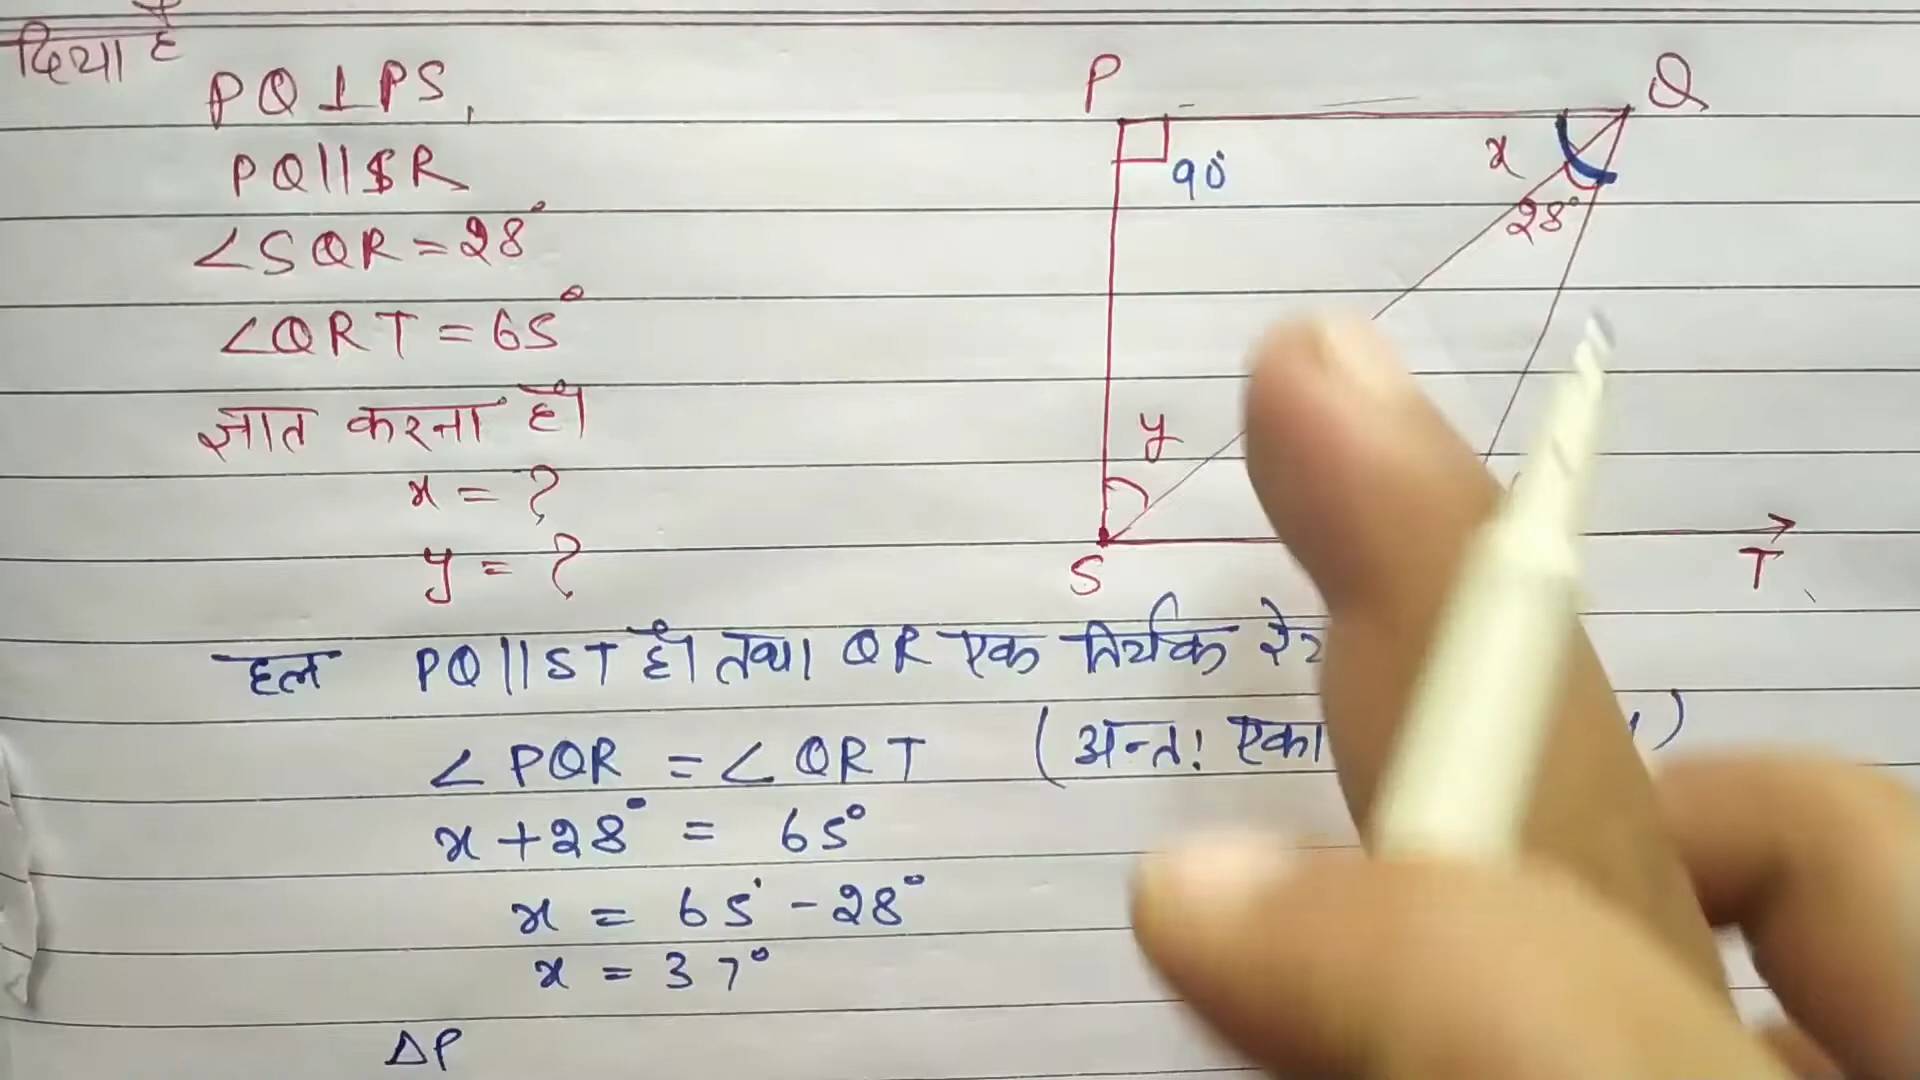 दिया है
PQ⊥PS,
PQ||SR
∠SQR=28°
∠QRT=65°
ज्ञात करना है।
x = ?
y = ?
P
Q
90°
x
28°
y
S
T
हल PQ||ST है। तथा QR एक तिर्यक
∠PQR = ∠QRT (अन्त:
x+28° = 65°
x = 65° - 28°
x = 37°
ΔP